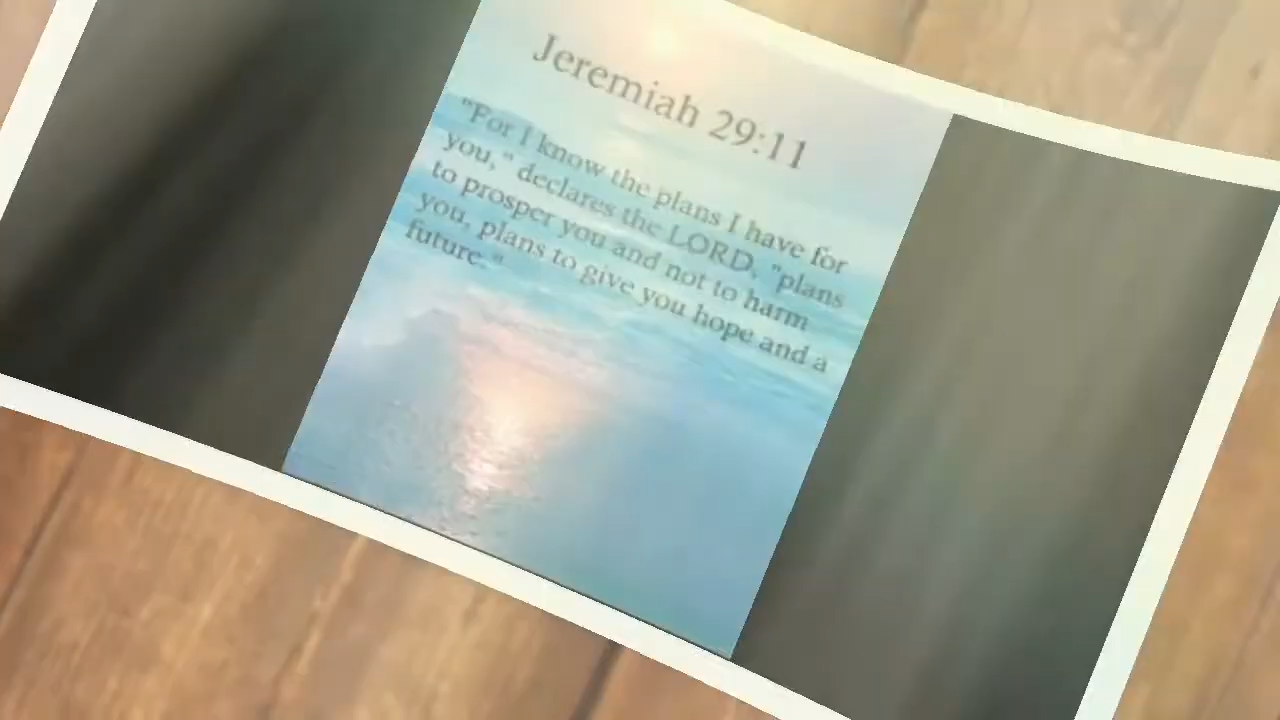 Jeremiah 29:11
"For I know the plans I have for
you," declares the LORD, "plans
to prosper you and not to harm
you, plans to give you hope and a
future."